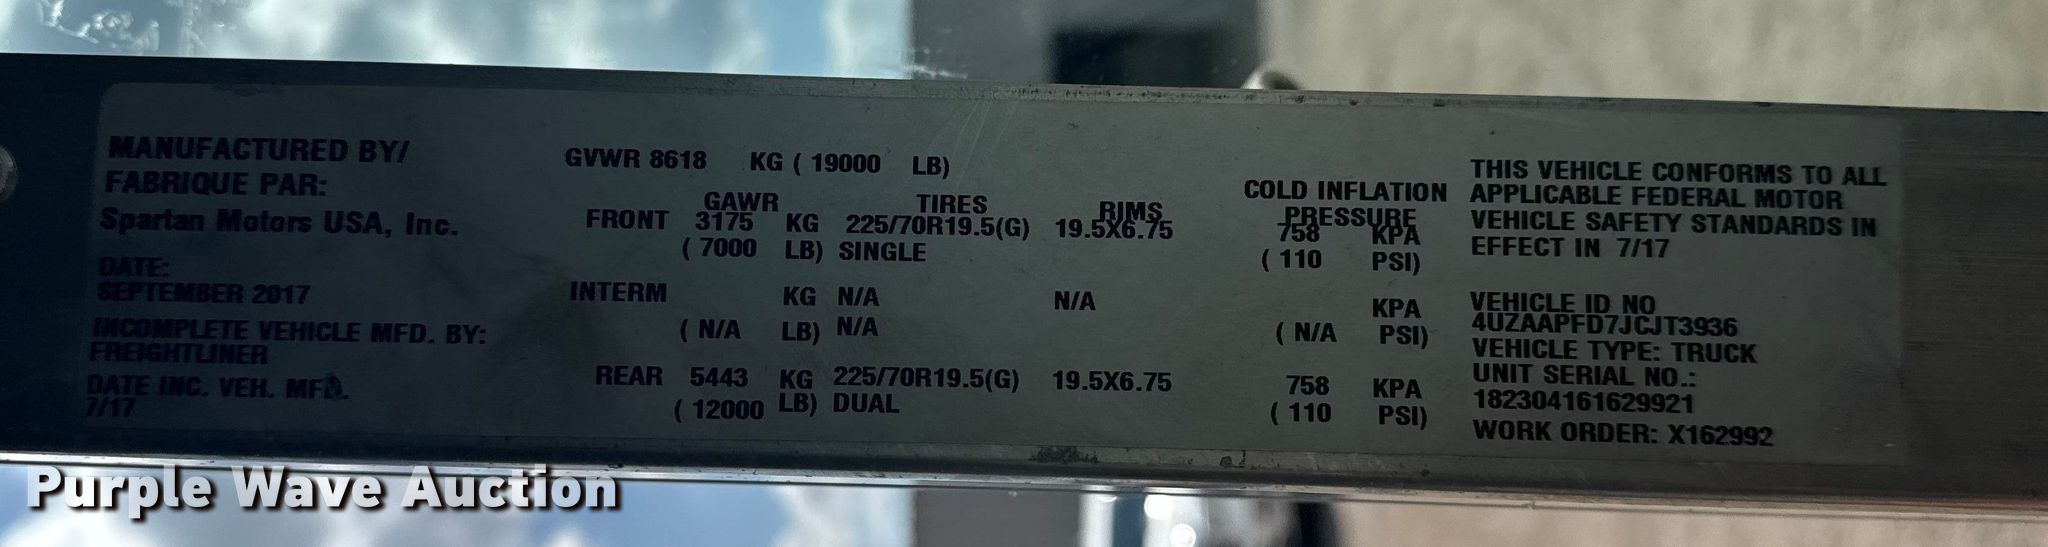 MANUFACTURED BY/
FABRIQUE PAR:
Spartan Motors USA, Inc.
DATE:
SEPTEMBER 2017
INCOMPLETE VEHICLE MFD. BY:
FREIGHTLINER
DATE INC. VEH. MFD.
7/17
GVWR 8618 KG ( 19000 LB)
GAWR TIRES RIMS COLD INFLATION PRESSURE
FRONT 3175 KG 225/70R19.5(G) 19.5X6.75 758 KPA
( 7000 LB) SINGLE ( 110 PSI)
INTERM KG N/A N/A KPA
( N/A LB) N/A ( N/A PSI)
REAR 5443 KG 225/70R19.5(G) 19.5X6.75 758 KPA
( 12000 LB) DUAL ( 110 PSI)
THIS VEHICLE CONFORMS TO ALL
APPLICABLE FEDERAL MOTOR
VEHICLE SAFETY STANDARDS IN
EFFECT IN 7/17
VEHICLE ID NO
4UZAAPFD7JCJT3936
VEHICLE TYPE: TRUCK
UNIT SERIAL NO.:
182304161629921
WORK ORDER: X162992
Purple Wave Auction